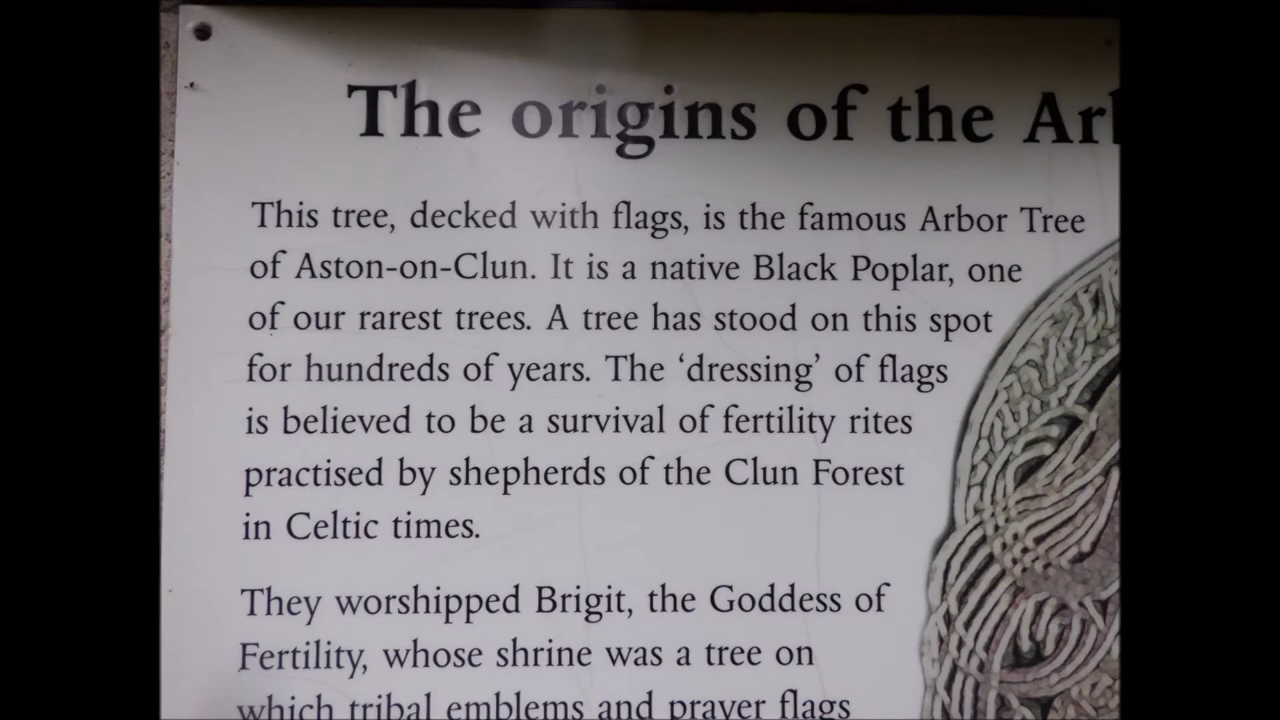 The origins of the Ar
This tree, decked with flags, is the famous Arbor Tree
of Aston-on-Clun. It is a native Black Poplar, one
of our rarest trees. A tree has stood on this spot
for hundreds of years. The ‘dressing’ of flags
is believed to be a survival of fertility rites
practised by shepherds of the Clun Forest
in Celtic times.
They worshipped Brigit, the Goddess of
Fertility, whose shrine was a tree on
which tribal emblems and prayer flags